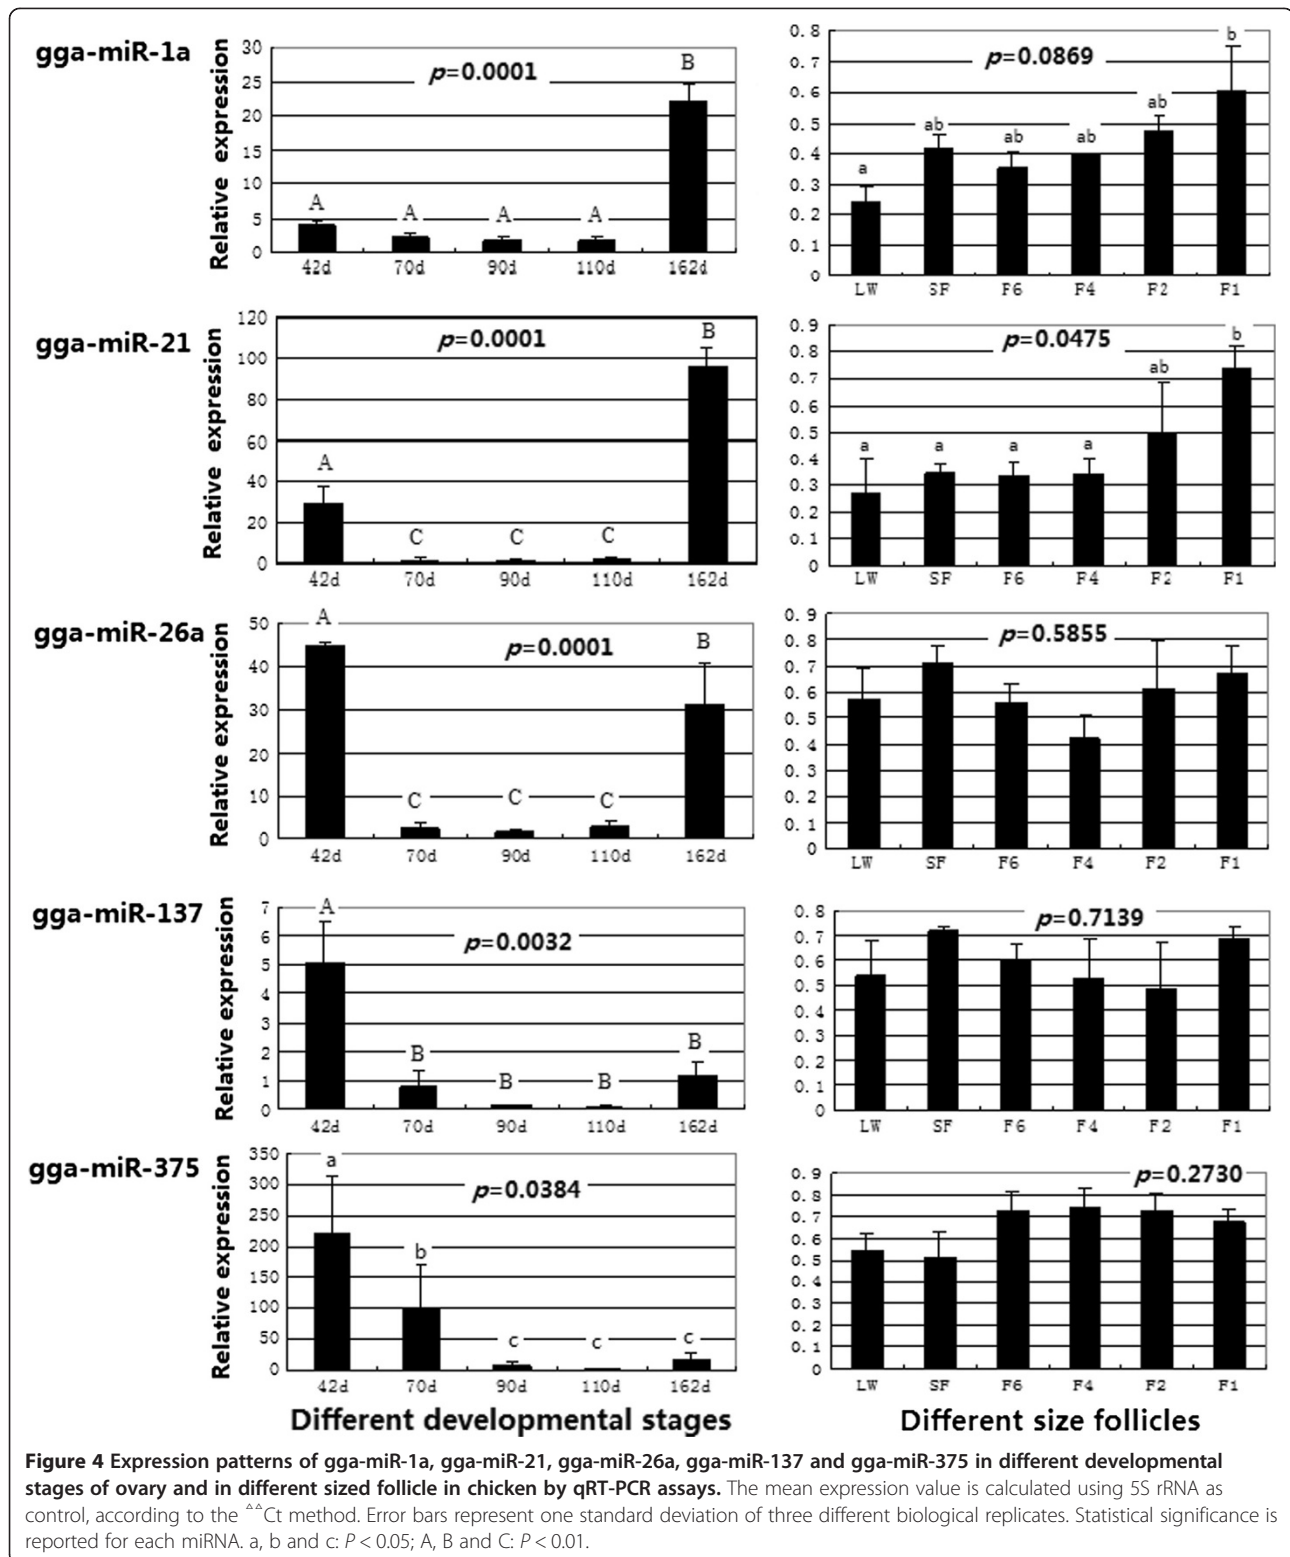 gga-miR-1a
Relative expression
30
25
20
15
10
5
0
p=0.0001
A
A
A
A
B
42d 70d 90d 110d 162d
0.8
0.7
0.6
0.5
0.4
0.3
0.2
0.1
0
p=0.0869
a
ab
ab
ab
ab
b
LW SF F6 F4 F2 F1
gga-miR-21
Relative expression
120
100
80
60
40
20
0
p=0.0001
A
C
C
C
B
42d 70d 90d 110d 162d
0.9
0.8
0.7
0.6
0.5
0.4
0.3
0.2
0.1
0
p=0.0475
a
a
a
a
ab
b
LW SF F6 F4 F2 F1
gga-miR-26a
Relative expression
50
40
30
20
10
0
p=0.0001
A
C
C
C
B
42d 70d 90d 110d 162d
0.9
0.8
0.7
0.6
0.5
0.4
0.3
0.2
0.1
0
p=0.5855
LW SF F6 F4 F2 F1
gga-miR-137
Relative expression
7
6
5
4
3
2
1
0
p=0.0032
A
B
B
B
B
42d 70d 90d 110d 162d
0.8
0.7
0.6
0.5
0.4
0.3
0.2
0.1
0
p=0.7139
LW SF F6 F4 F2 F1
gga-miR-375
Relative expression
350
300
250
200
150
100
50
0
p=0.0384
a
b
c
c
c
42d 70d 90d 110d 162d
Different developmental stages
0.9
0.8
0.7
0.6
0.5
0.4
0.3
0.2
0.1
0
p=0.2730
LW SF F6 F4 F2 F1
Different size follicles
Figure 4 Expression patterns of gga-miR-1a, gga-miR-21, gga-miR-26a, gga-miR-137 and gga-miR-375 in different developmental
stages of ovary and in different sized follicle in chicken by qRT-PCR assays. The mean expression value is calculated using 5S rRNA as
control, according to the △△Ct method. Error bars represent one standard deviation of three different biological replicates. Statistical significance is
reported for each miRNA. a, b and c: P < 0.05; A, B and C: P < 0.01.